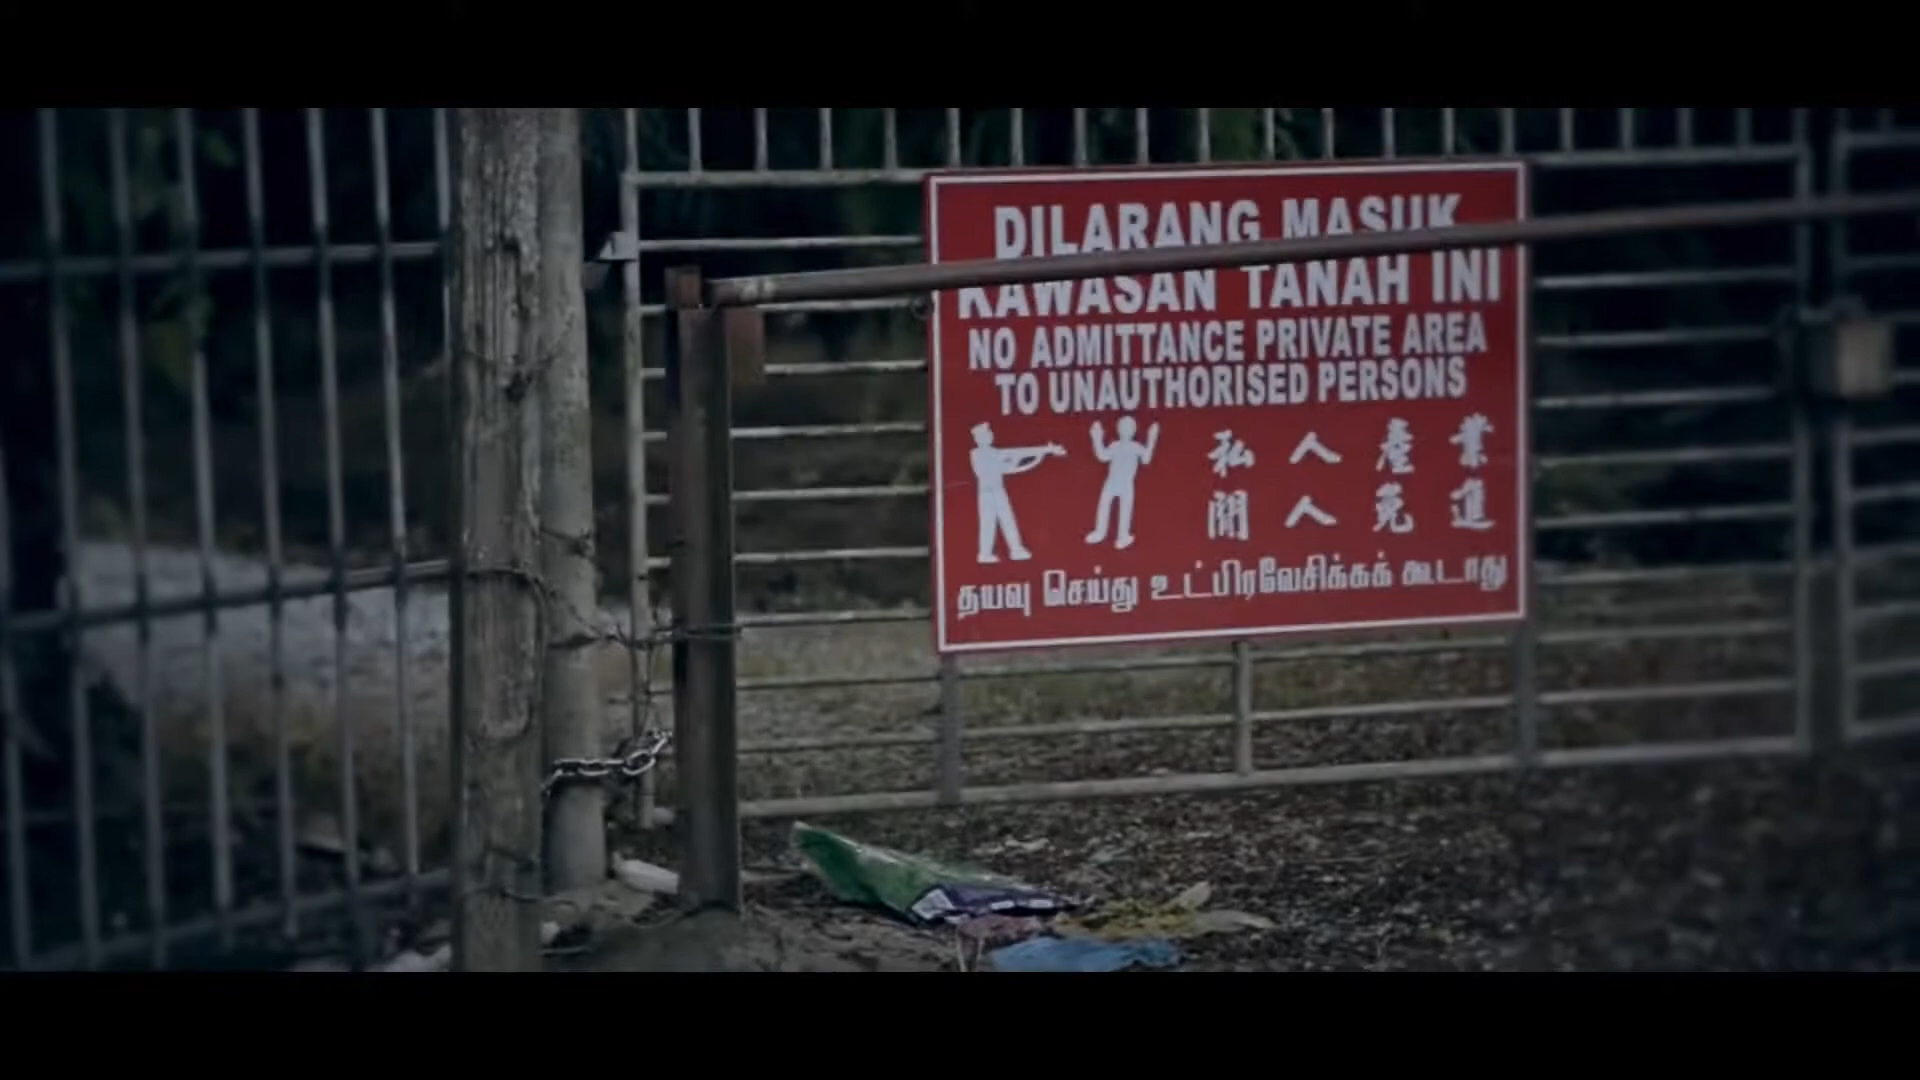 DILARANG MASUK
KAWASAN TANAH INI
NO ADMITTANCE PRIVATE AREA
TO UNAUTHORISED PERSONS
私人產業
閒人免進
தயவு செய்து உட்பிரவேசிக்கக் கூடாது